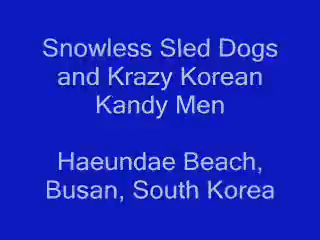 Snowless Sled Dogs
and Krazy Korean
Kandy Men
Haeundae Beach,
Busan, South Korea